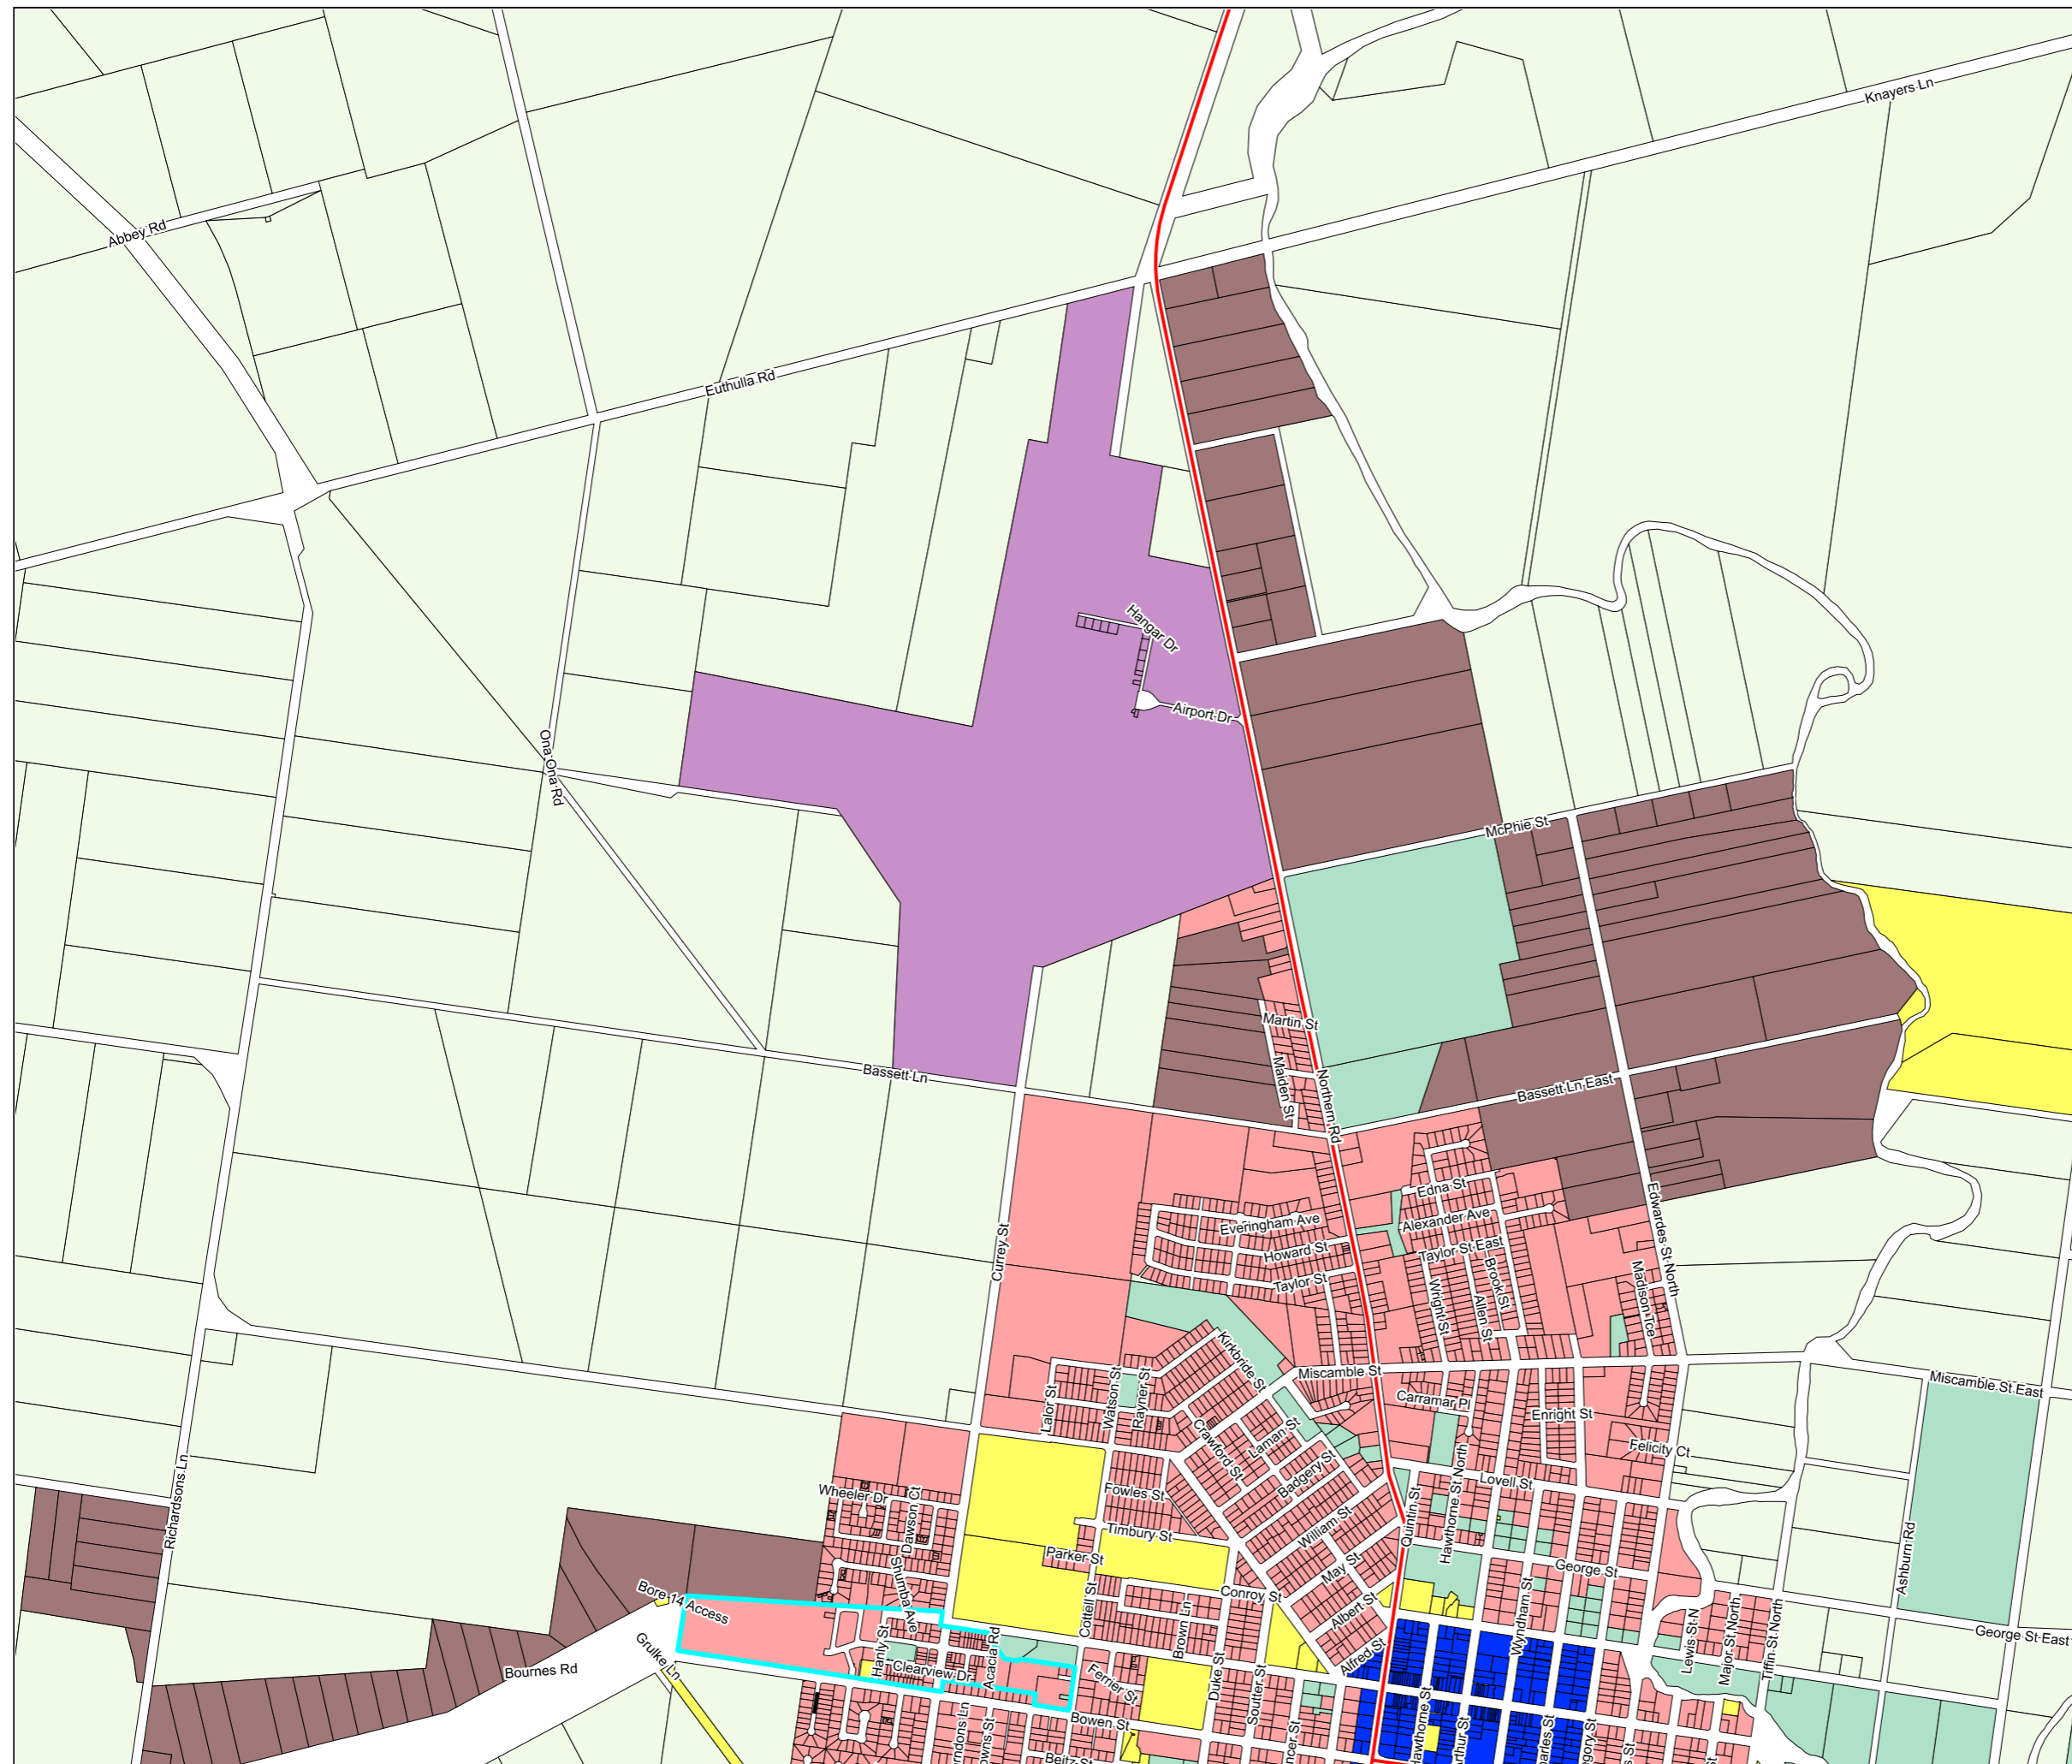 Knayers Ln
Abbey Rd
Euthulla Rd
Hangar Dr
Airport Dr
Ona Ona Rd
McPhie St
Martin St
Bassett Ln
Maiden St
Northern Rd
Bassett Ln East
Edna St
Everingham Ave
Alexander Ave
Edwardes St North
Currey St
Howard St
Taylor St East
Taylor St
Brook St
Madison Tce
Wright St
Allen St
Kirkbride St
Miscamble St
Miscamble St East
Lalor St
Watson St
Rayner St
Carramar Pl
Enright St
Crawford St
Laman St
Felicity Ct
Badgery St
Lovell St
Richardsons Ln
Wheeler Dr
Dawson Ct
Fowles St
Quintin St
Hawthorne St North
Timbury St
William St
Parker St
May St
George St
Ashburn Rd
Bore 14 Access
Shumba Ave
Conroy St
Cottell St
Albert St
Wyndham St
Brown Ln
Lewis St N
Major St North
Tiffin St North
George St East
Hanly St
Acacia Rd
Alfred St
Grulke Ln
Bournes Rd
Clearview Dr
Ferrier St
Duke St
Soutter St
Bowen St
Hawthorne St
Beitz St